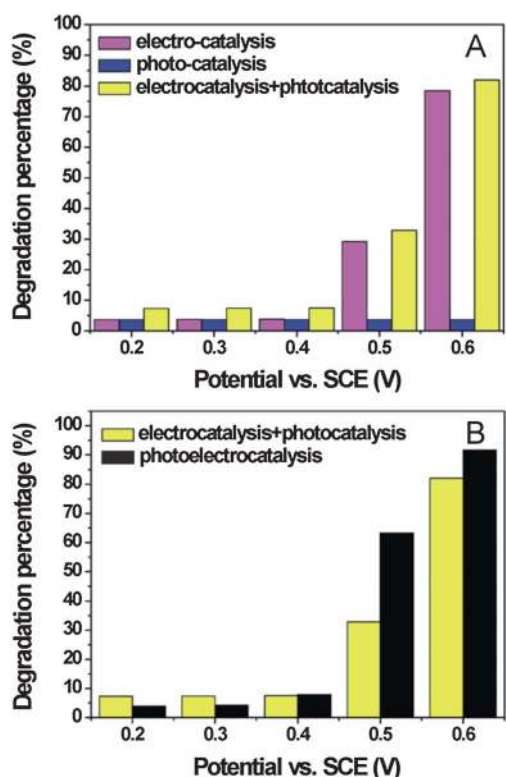 100
90
80
70
60
50
40
30
20
10
0
Degradation percentage (%)
electro-catalysis
photo-catalysis
electrocatalysis+phtotcatalysis
A
0.2 0.3 0.4 0.5 0.6
Potential vs. SCE (V)
100
90
80
70
60
50
40
30
20
10
0
Degradation percentage (%)
electrocatalysis+photocatalysis
photoelectrocatalysis
B
0.2 0.3 0.4 0.5 0.6
Potential vs. SCE (V)